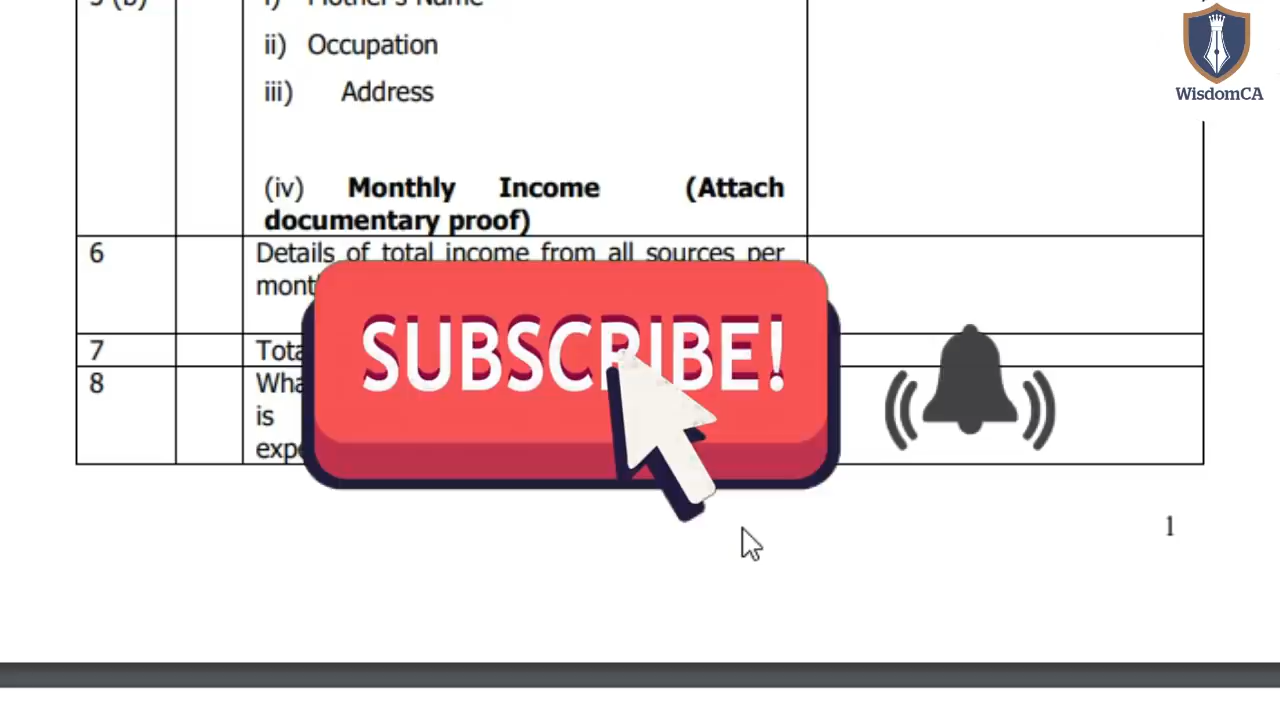 WisdomCA
ii) Occupation
iii) Address
(iv) Monthly Income (Attach
documentary proof)
6 Details of total income from all sources per
7
8
is
SUBSCRIBE!
1